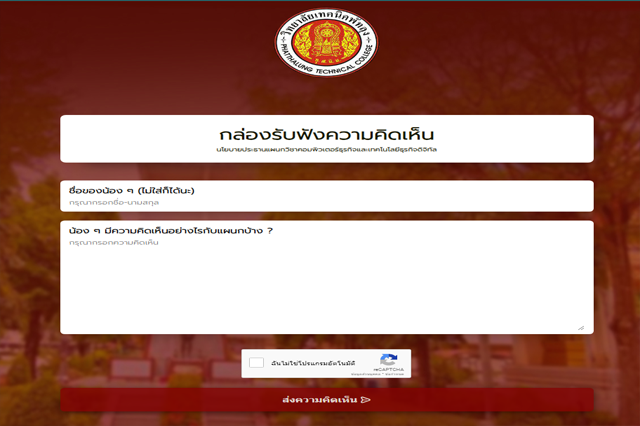 วิทยาลัยเทคนิคพัทลุง
PHATTHALUNG TECHNICAL COLLEGE
กล่องรับฟังความคิดเห็น
นโยบายประธานแผนกวิชาคอมพิวเตอร์ธุรกิจและเทคโนโลยีธุรกิจดิจิทัล
ชื่อของน้อง ๆ (ไม่ใส่ก็ได้นะ)
กรุณากรอกชื่อ-นามสกุล
น้อง ๆ มีความคิดเห็นอย่างไรกับแผนกบ้าง ?
กรุณากรอกความคิดเห็น
ฉันไม่ใช่โปรแกรมอัตโนมัติ
reCAPTCHA
ส่งความคิดเห็น